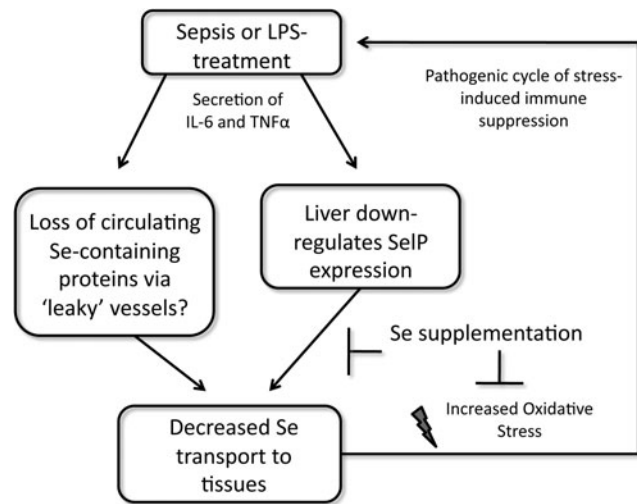 Sepsis or LPS-
treatment
Secretion of
IL-6 and TNFα
Pathogenic cycle of stress-
induced immune
suppression
Loss of circulating
Se-containing
proteins via
‘leaky’ vessels?
Liver down-
regulates SelP
expression
Se supplementation
Increased Oxidative
Stress
Decreased Se
transport to
tissues